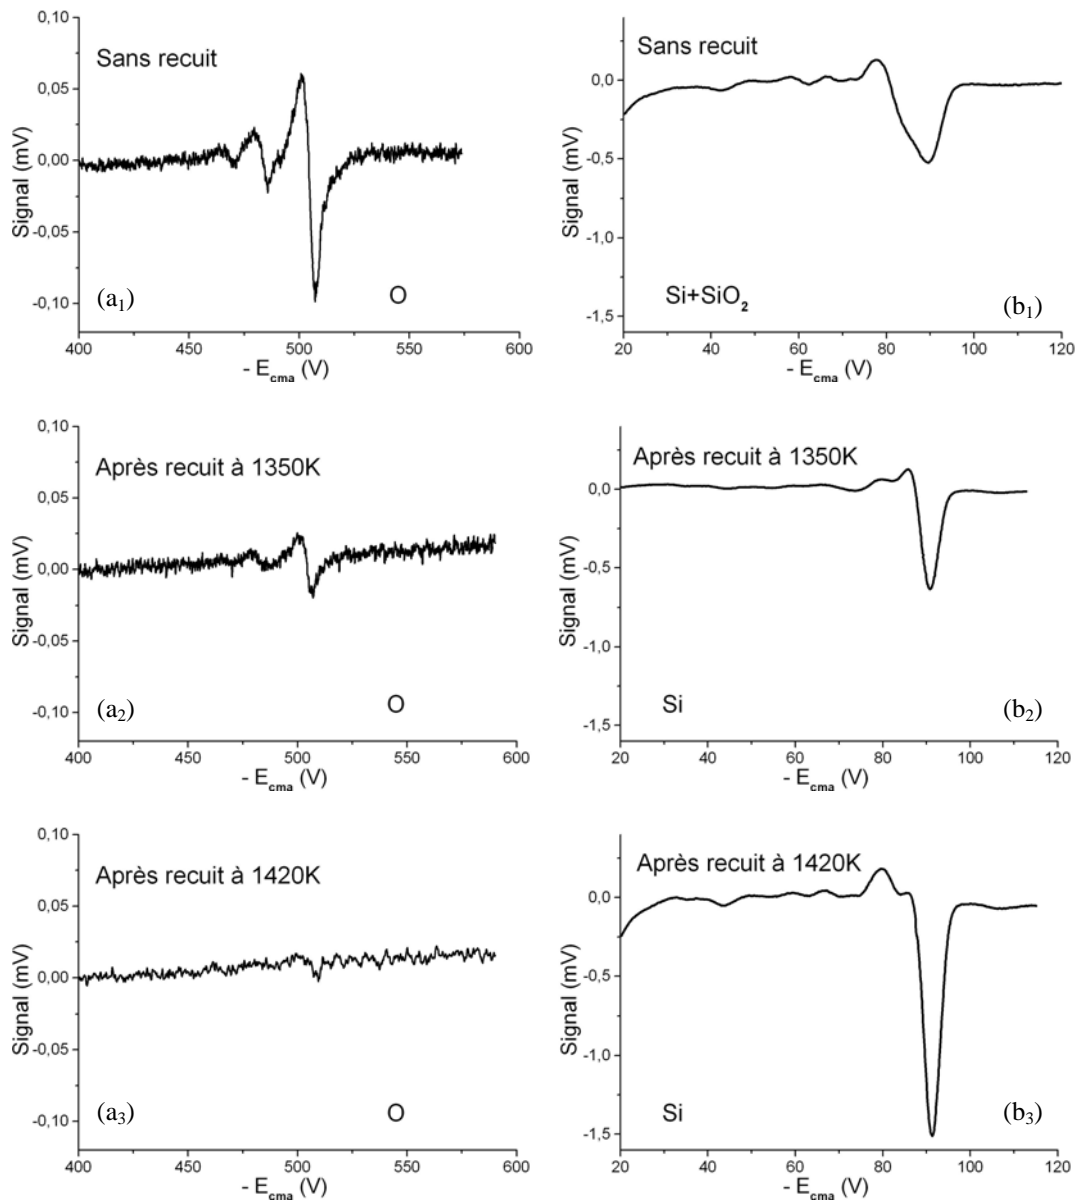 0,10
0,05
0,00
-0,05
-0,10
Signal (mV)
Sans recuit
(a1)
O
400 450 500 550 600
- Ecma (V)
0,0
-0,5
-1,0
-1,5
Signal (mV)
Sans recuit
Si+SiO2
(b1)
20 40 60 80 100 120
- Ecma (V)
0,10
0,05
0,00
-0,05
-0,10
Signal (mV)
Après recuit à 1350K
(a2)
O
400 450 500 550 600
- Ecma (V)
0,0
-0,5
-1,0
-1,5
Signal (mV)
Après recuit à 1350K
Si
(b2)
20 40 60 80 100 120
- Ecma (V)
0,10
0,05
0,00
-0,05
-0,10
Signal (mV)
Après recuit à 1420K
(a3)
O
400 450 500 550 600
- Ecma (V)
0,0
-0,5
-1,0
-1,5
Signal (mV)
Après recuit à 1420K
Si
(b3)
20 40 60 80 100 120
- Ecma (V)